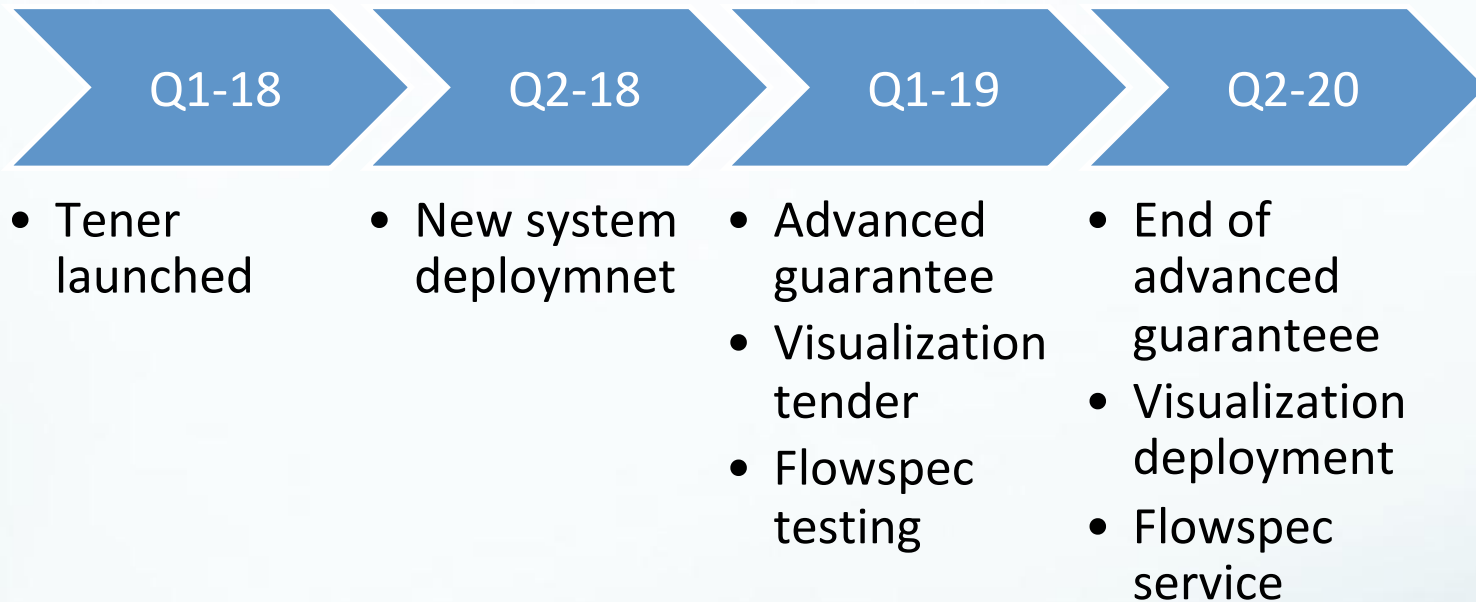 Q1-18
• Tener
launched
Q2-18
• New system
deploymnet
Q1-19
• Advanced
guarantee
• Visualization
tender
• Flowspec
testing
Q2-20
• End of
advanced
guaranteee
• Visualization
deployment
• Flowspec
service